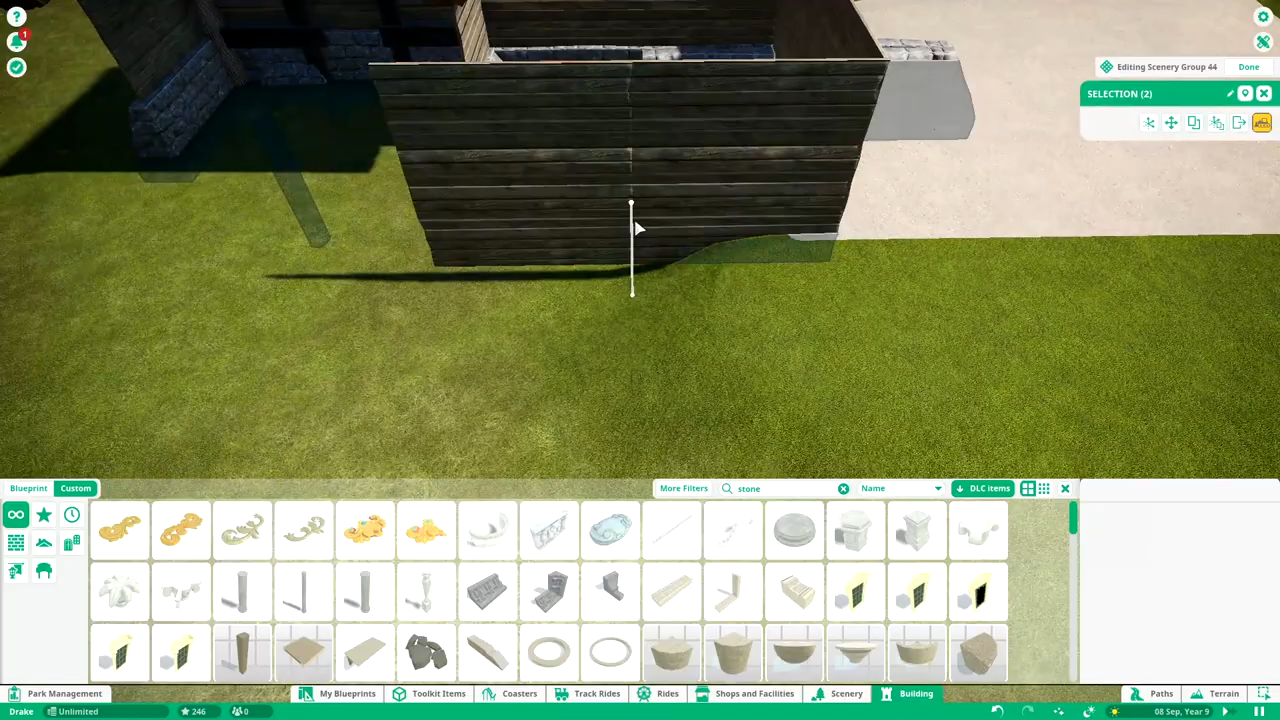 ?
1
Editing Scenery Group 44 Done
SELECTION (2)
Blueprint Custom More Filters stone Name DLC items
Park Management My Blueprints Toolkit Items Coasters Track Rides Rides Shops and Facilities Scenery Building Paths Terrain
Drake Unlimited 246 0 08 Sep, Year 9